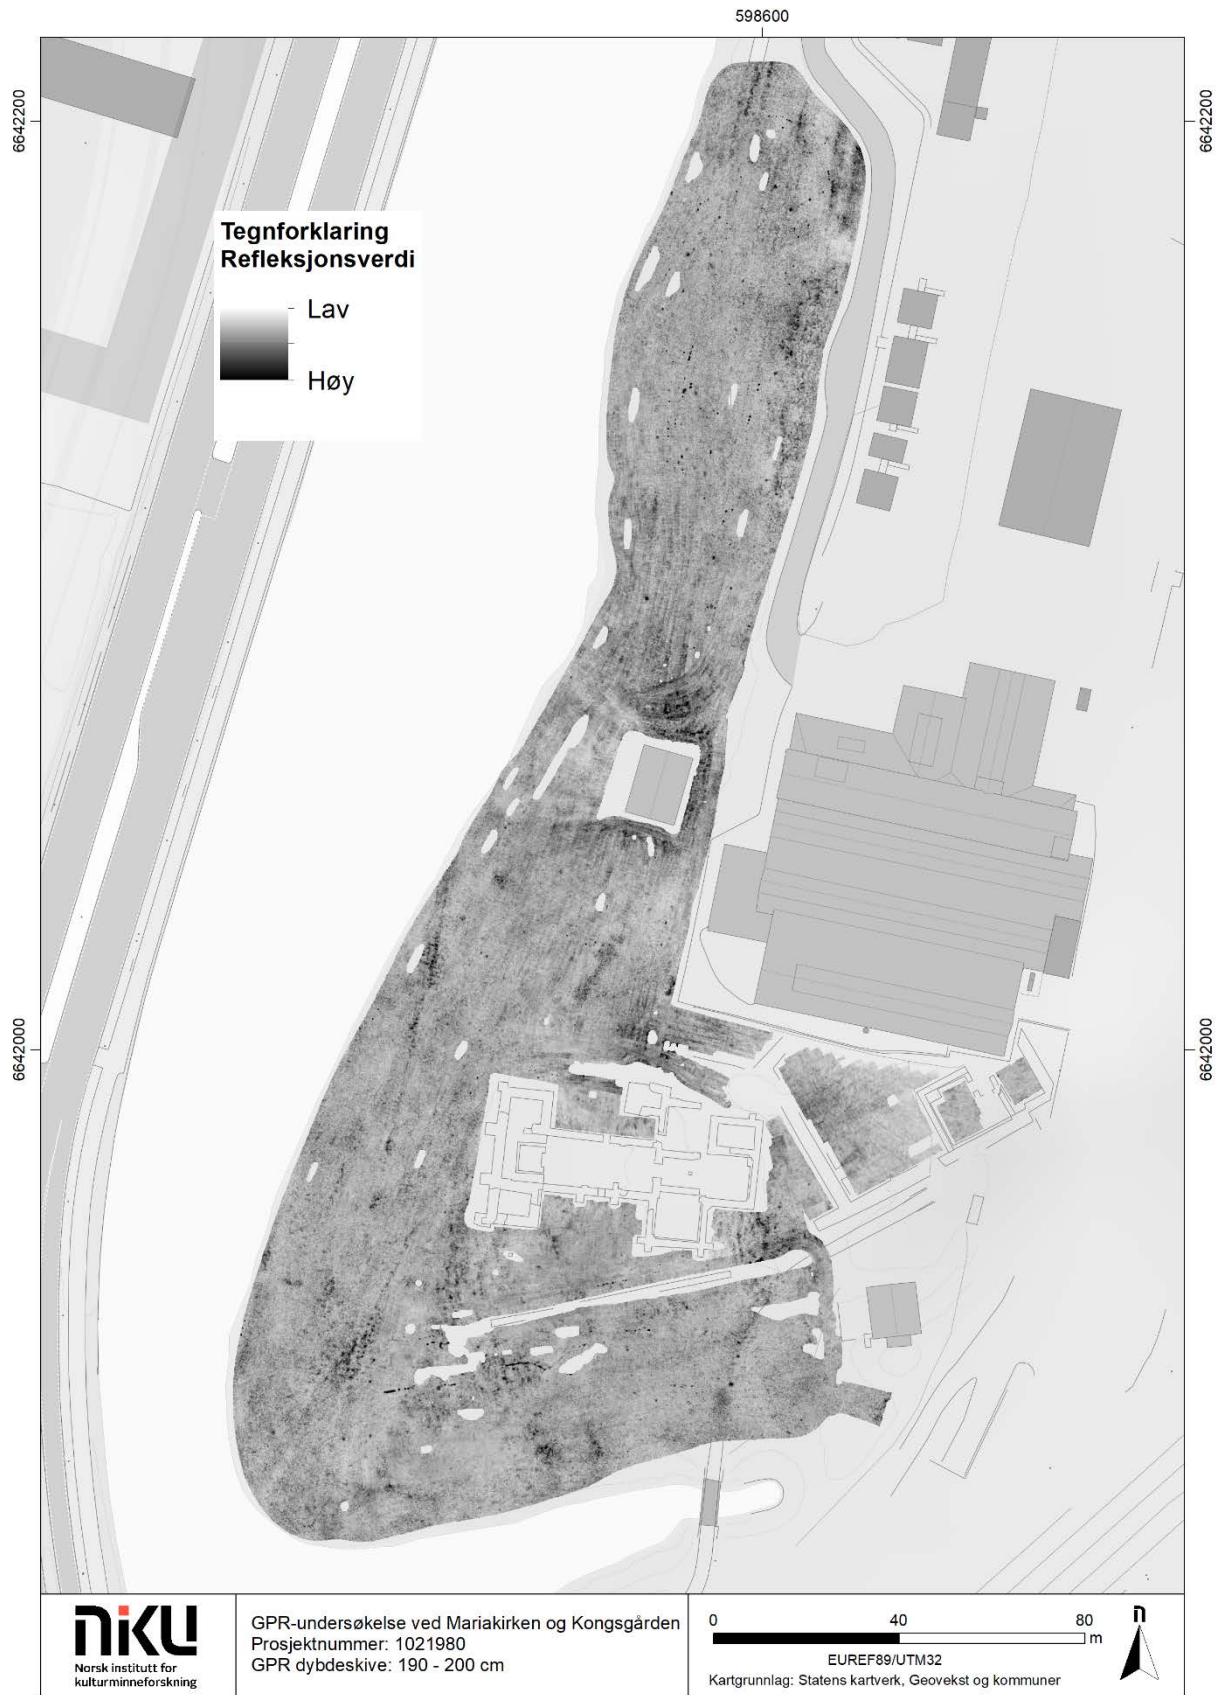 598600
6642200
6642200
Tegnforklaring
Refleksjonsverdi
Lav
Høy
6642000
6642000
niku
Norsk institutt for
kulturminneforskning
GPR-undersøkelse ved Mariakirken og Kongsgården
Prosjektnummer: 1021980
GPR dybdeskive: 190 - 200 cm
0 40 80
m
EUREF89/UTM32
Kartgrunnlag: Statens kartverk, Geovekst og kommuner
n